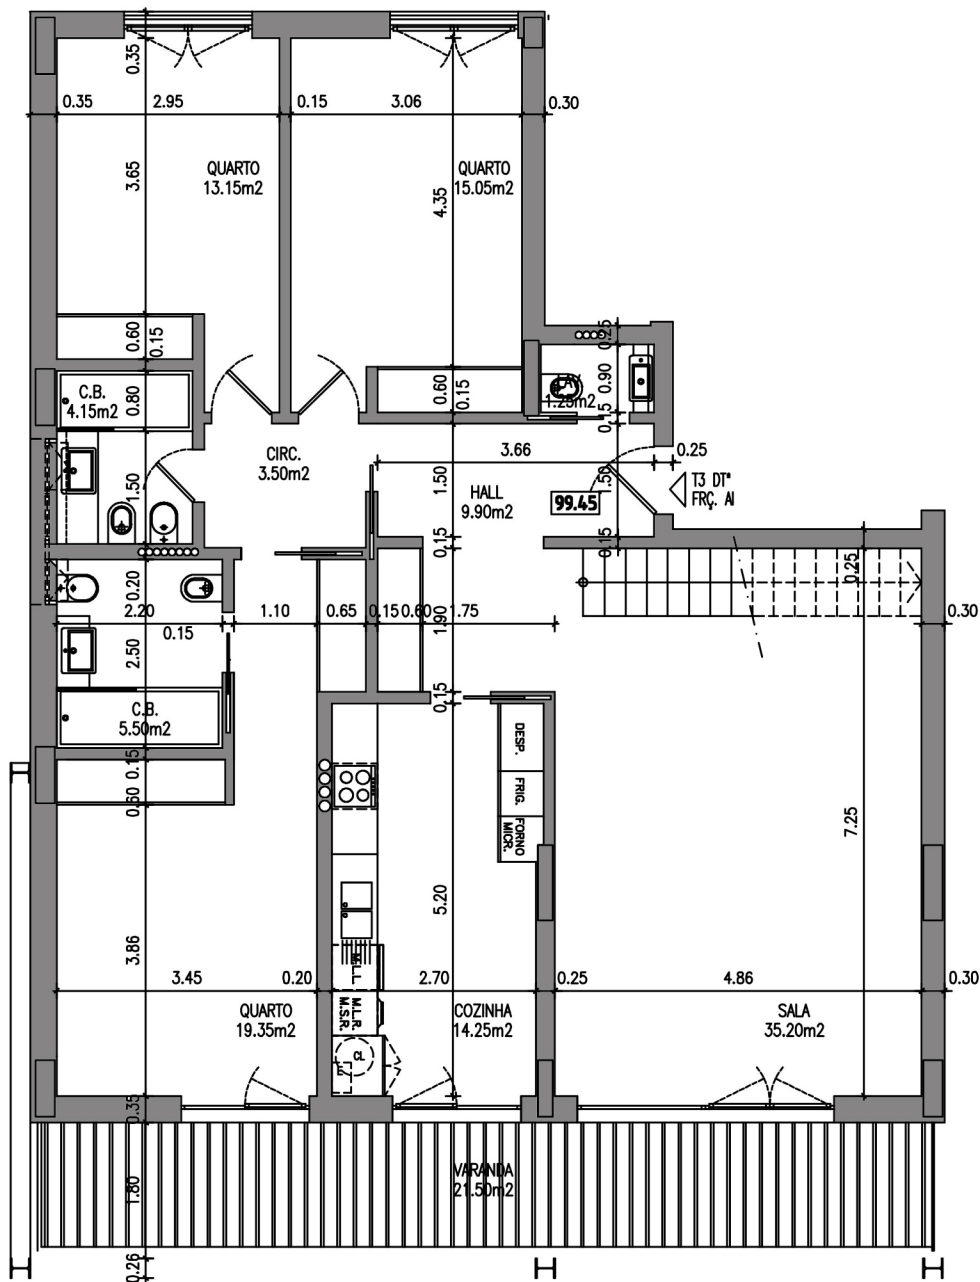 0.35
0.35
2.95
0.15
3.06
0.30
QUARTO
13.15m2
QUARTO
15.05m2
3.65
4.35
0.60
0.15
0.60
0.15
0.25
0.90
1.25m2
0.15
C.B.
4.15m2
0.80
CIRC.
3.50m2
3.66
0.25
1.50
1.50
1.50
HALL
9.90m2
99.45
T3 DTº
FRÇ. AI
0.15
0.15
0.25
0.20
2.20
0.15
1.10
0.65
0.15
0.60
1.75
1.90
0.30
2.50
C.B.
5.50m2
0.15
0.15
0.60
DESP.
FRIG.
FORNO
MICR.
7.25
5.20
3.86
3.45
0.20
M.L.L.
2.70
0.25
4.86
0.30
QUARTO
19.35m2
M.L.R.
M.S.R.
COZINHA
14.25m2
SALA
35.20m2
CL
E
0.35
VARANDA
21.50m2
1.80
0.26